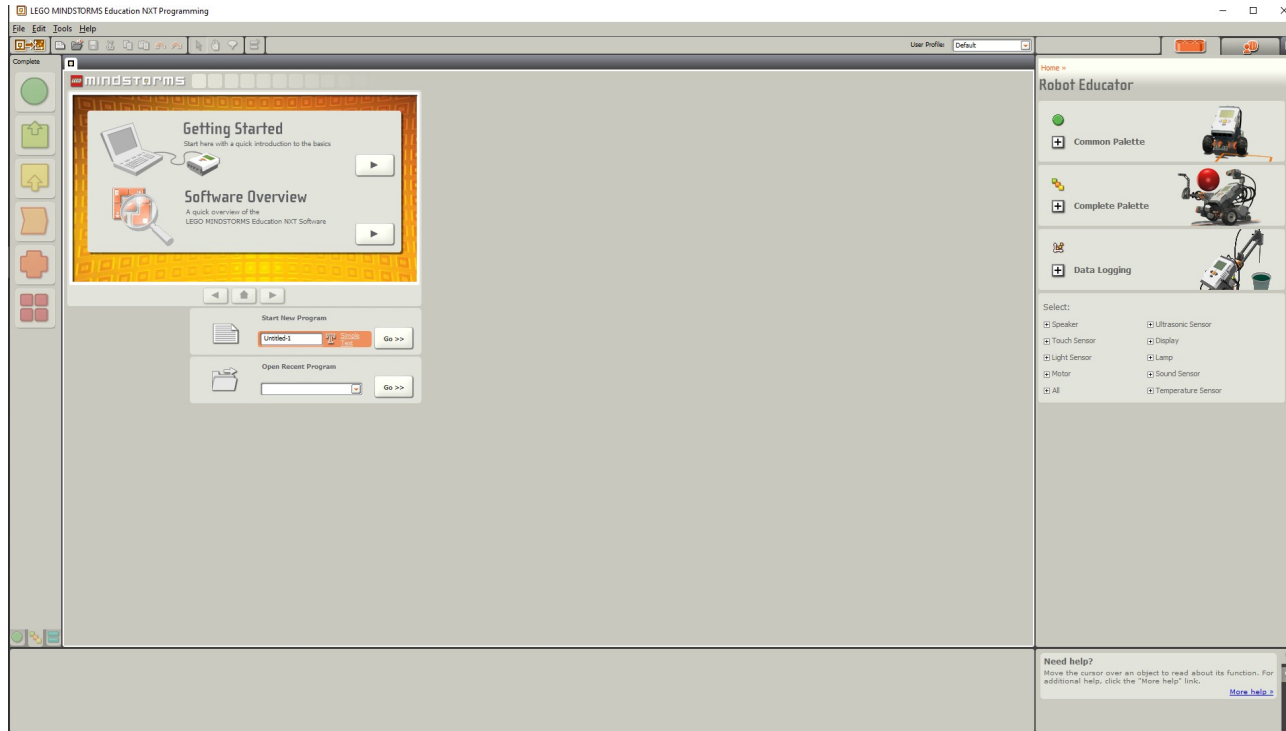 LEGO MINDSTORMS Education NXT Programming
File Edit Tools Help
User Profile: Default
Complete
mindstorms
Getting Started
Start here with a quick introduction to the basics
Software Overview
A quick overview of the
LEGO MINDSTORMS Education NXT Software
Start New Program
Untitled-1
Go >>
Open Recent Program
Go >>
Home »
Robot Educator
Common Palette
Complete Palette
Data Logging
Select:
Speaker
Ultrasonic Sensor
Touch Sensor
Display
Light Sensor
Lamp
Motor
Sound Sensor
All
Temperature Sensor
Need help?
Move the cursor over an object to read about its function. For
additional help, click the "More help" link.
More help »